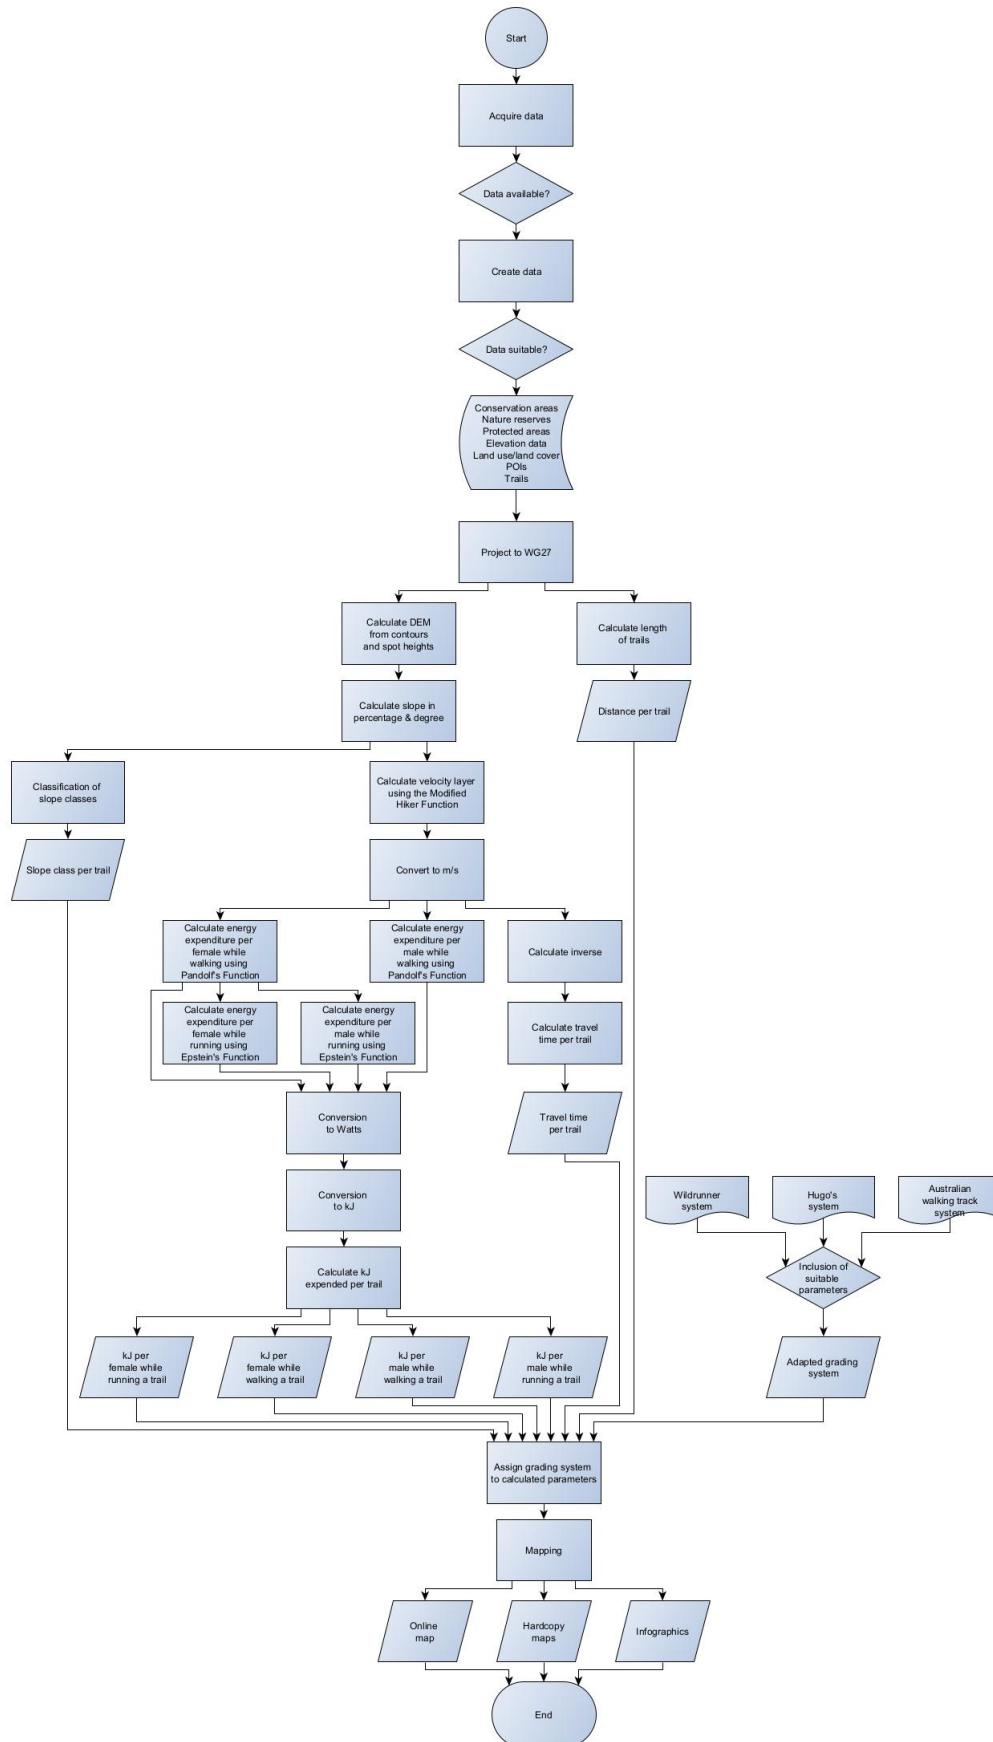 Start
Acquire data
Data available?
Create data
Data suitable?
Conservation areas
Nature reserves
Protected areas
Elevation data
Land use/land cover
POIs
Trails
Project to WG27
Calculate DEM
from contours
and spot heights
Calculate length
of trails
Calculate slope in
percentage & degree
Distance per trail
Classification of
slope classes
Calculate velocity layer
using the Modified
Hiker Function
Slope class per trail
Convert to m/s
Calculate energy
expenditure per
female while
walking using
Pandolf's Function
Calculate energy
expenditure per
male while
walking using
Pandolf's Function
Calculate inverse
Calculate energy
expenditure per
female while
running using
Epstein's Function
Calculate energy
expenditure per
male while
running using
Epstein's Function
Calculate travel
time per trail
Conversion
to Watts
Travel time
per trail
Conversion
to kJ
Wildrunner
system
Hugo's
system
Australian
walking track
system
Calculate kJ
expended per trail
Inclusion of
suitable
parameters
kJ per
female while
running a trail
kJ per
female while
walking a trail
kJ per
male while
walking a trail
kJ per
male while
running a trail
Adapted grading
system
Assign grading system
to calculated parameters
Mapping
Online
map
Hardcopy
maps
Infographics
End